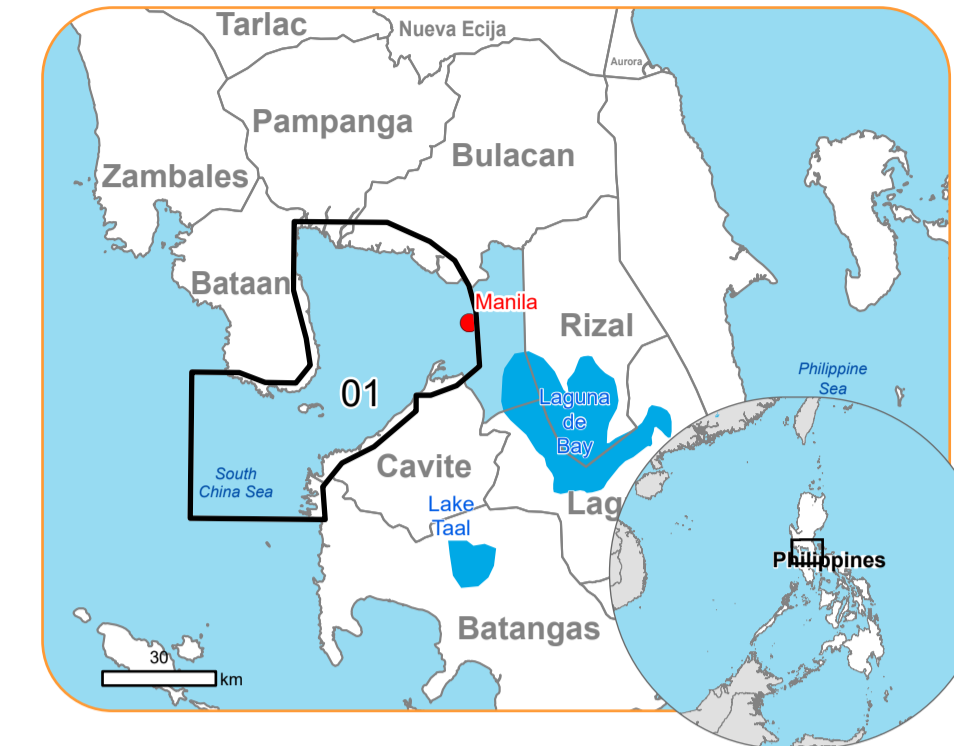 Tarlac
Nueva Ecija
Aurora
Pampanga
Bulacan
Zambales
Bataan
Manila
Rizal
Philippine
Sea
01
Laguna
de
Bay
Cavite
South
China Sea
Lake
Taal
Lag
Philippines
Batangas
30
km